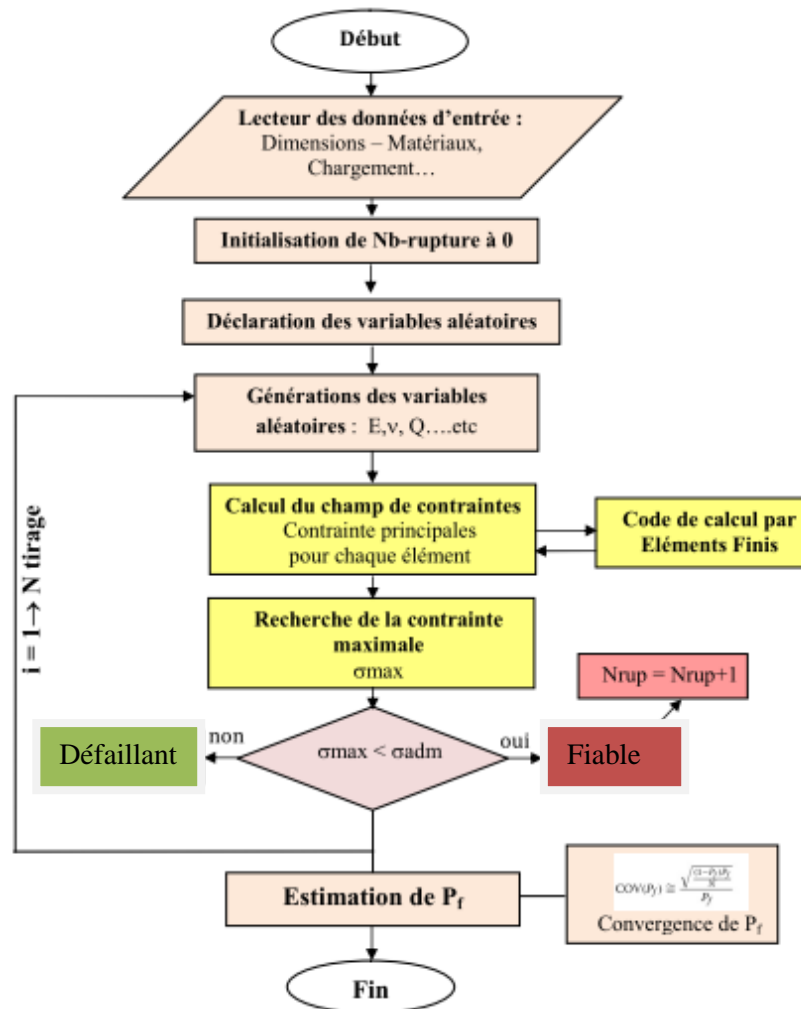 Début
Lecteur des données d'entrée :
Dimensions – Matériaux,
Chargement…
Initialisation de Nb-rupture à 0
Déclaration des variables aléatoires
Générations des variables
aléatoires : E,ν, Q….etc
Calcul du champ de contraintes
Contrainte principales
pour chaque élément
Code de calcul par
Eléments Finis
i = 1→ N tirage
Recherche de la contrainte
maximale
σmax
Nrup = Nrup+1
Défaillant
non
σmax < σadm
oui
Fiable
Estimation de Pf
COV(Pf) ≅
Convergence de Pf
Fin